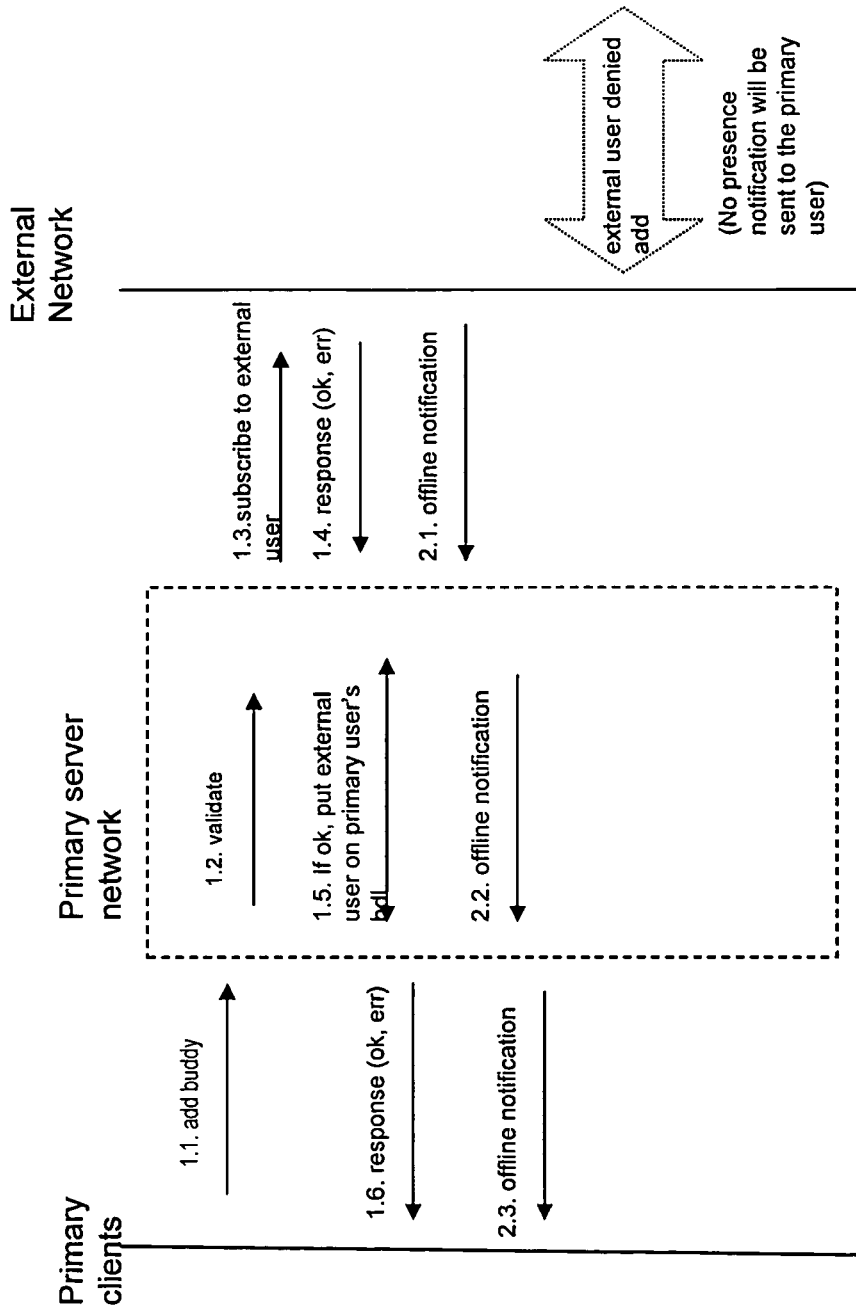 Primary
clients
Primary server
network
External
Network
1.1. add buddy
1.2. validate
1.3.subscribe to external
user
1.4. response (ok, err)
1.5. If ok, put external
user on primary user's
bdl
1.6. response (ok, err)
2.1. offline notification
2.2. offline notification
2.3. offline notification
external user denied
add
(No presence
notification will be
sent to the primary
user)